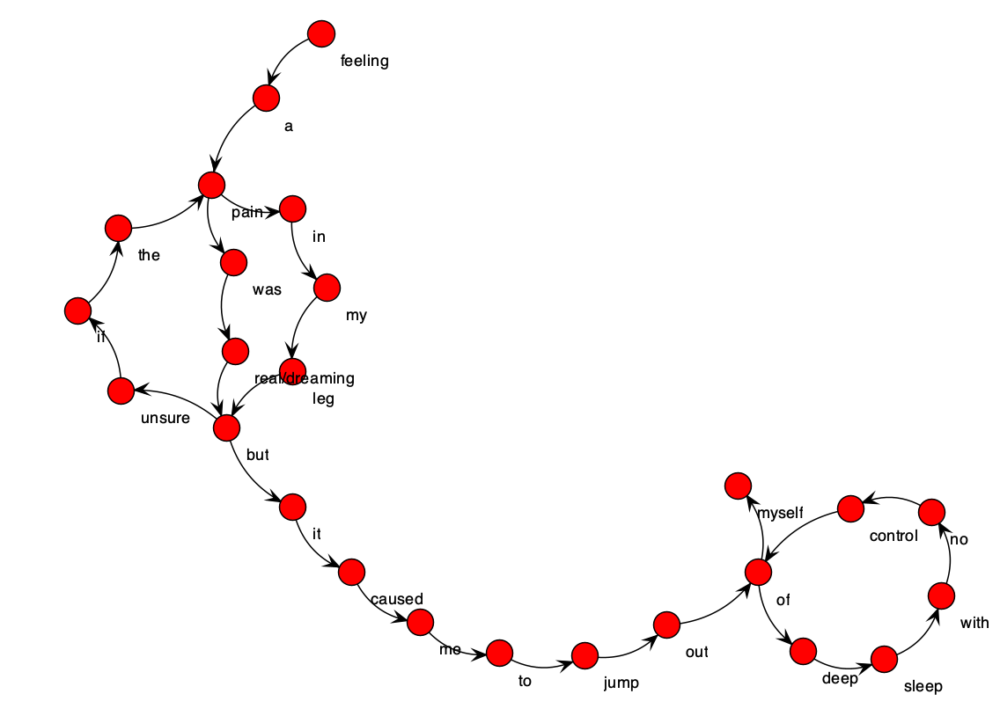 feeling
a
pain
in
the
was
my
if
real/dreaming
leg
unsure
but
it
caused
me
to
jump
out
of
myself
control
no
with
deep
sleep